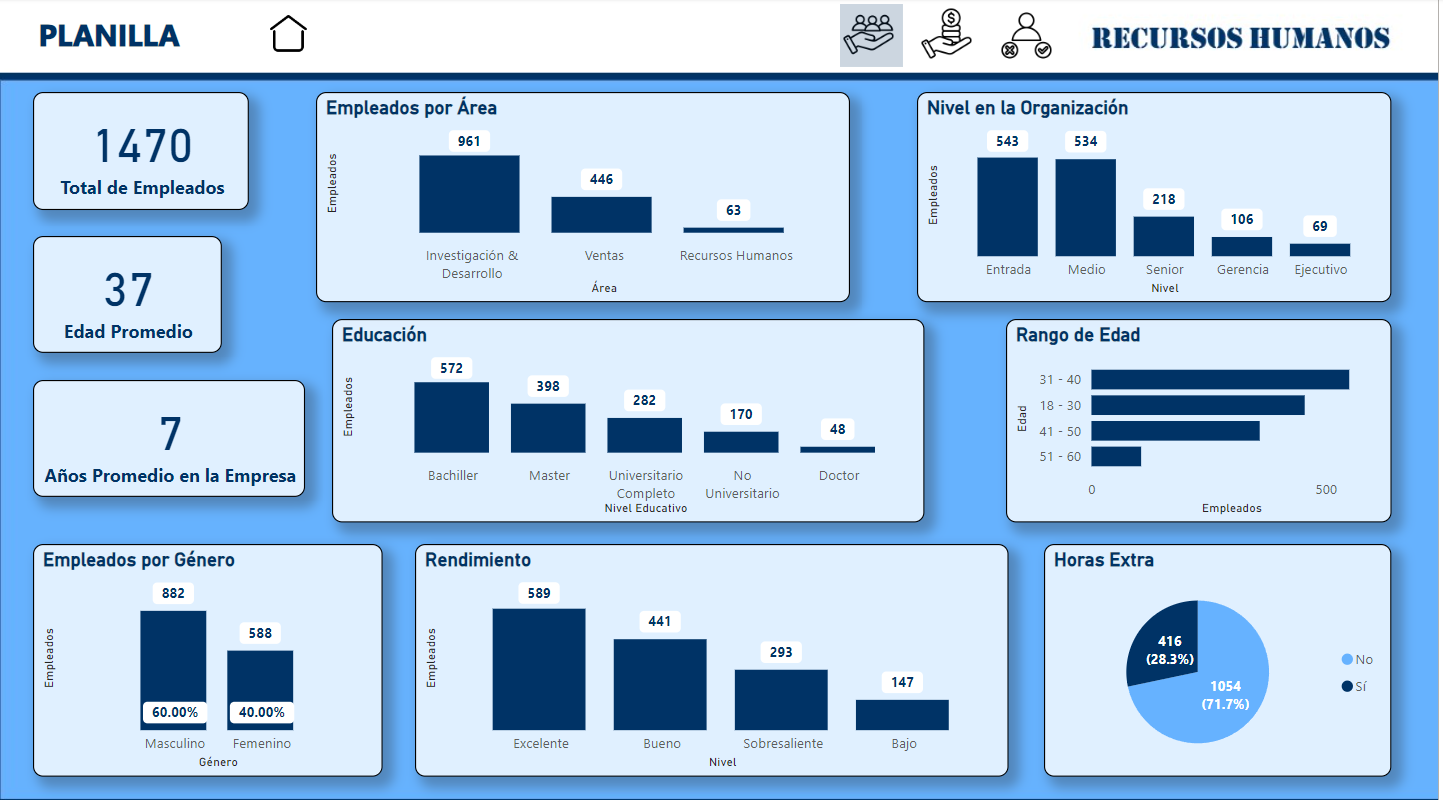 PLANILLA
RECURSOS HUMANOS
1470
Total de Empleados
37
Edad Promedio
7
Años Promedio en la Empresa
Empleados por Área
Empleados
961
446
63
Investigación &
Desarrollo
Ventas
Recursos Humanos
Área
Nivel en la Organización
Empleados
543
534
218
106
69
Entrada
Medio
Senior
Gerencia
Ejecutivo
Nivel
Educación
Empleados
572
398
282
170
48
Bachiller
Master
Universitario
Completo
No
Universitario
Doctor
Nivel Educativo
Rango de Edad
Edad
31 - 40
18 - 30
41 - 50
51 - 60
0
500
Empleados
Empleados por Género
Empleados
882
588
60.00%
40.00%
Masculino
Femenino
Género
Rendimiento
Empleados
589
441
293
147
Excelente
Bueno
Sobresaliente
Bajo
Nivel
Horas Extra
416
(28.3%)
1054
(71.7%)
No
Sí